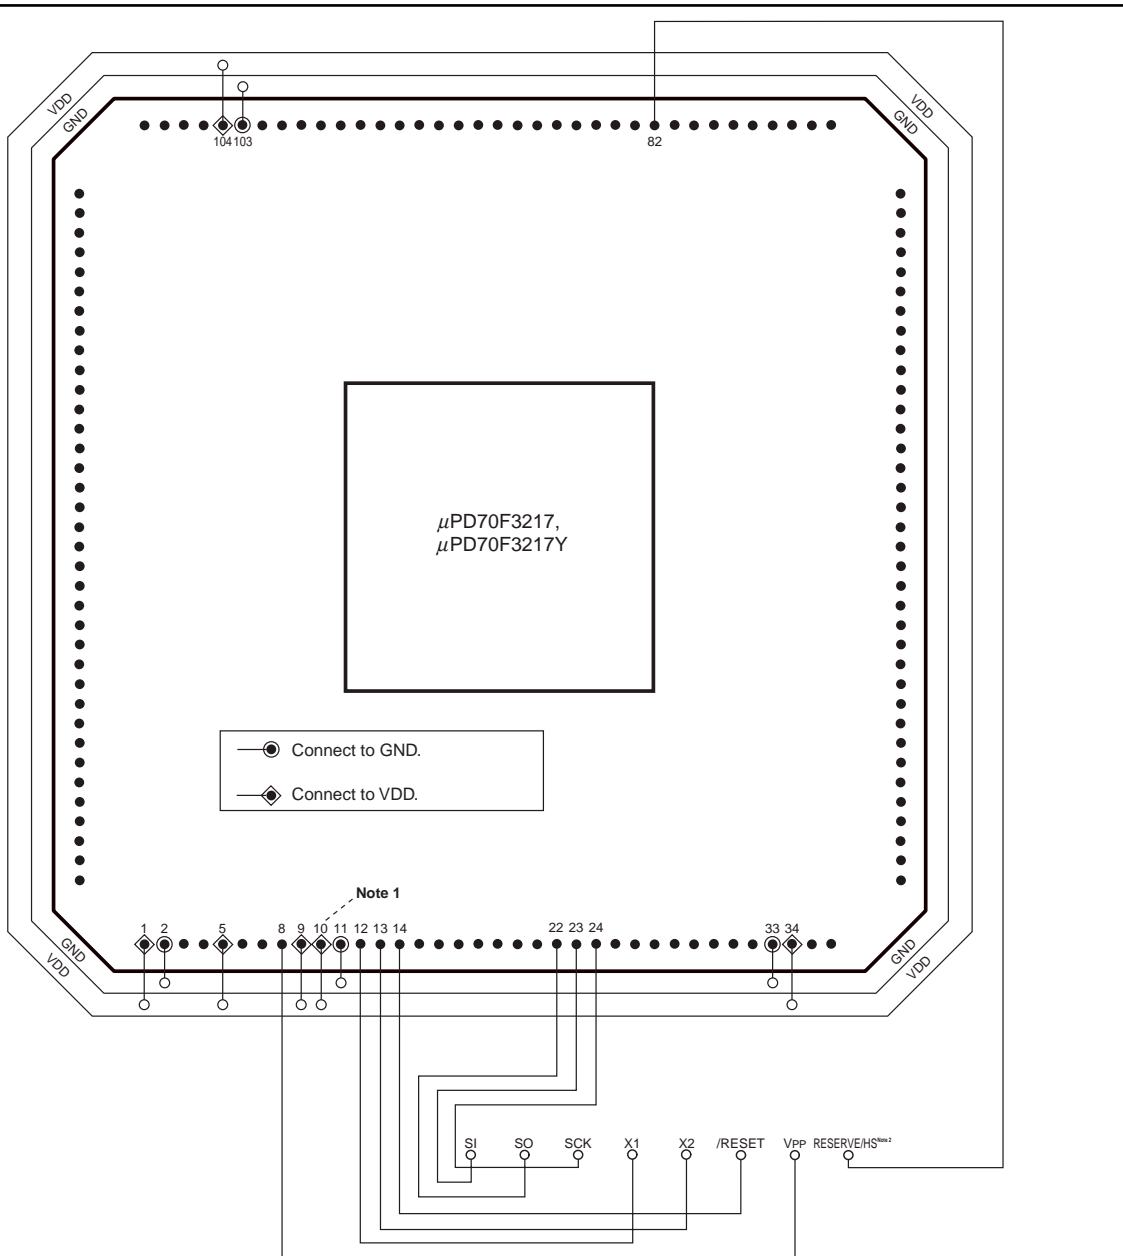 VDD
GND
VDD
GND
104 103
82
μPD70F3217,
μPD70F3217Y
Connect to GND.
Connect to VDD.
Note 1
1 2 5 8 9 10 11 12 13 14 22 23 24 33 34
GND
VDD
GND
VDD
SI SO SCK X1 X2 /RESET VPP RESERVE/HS Note 2